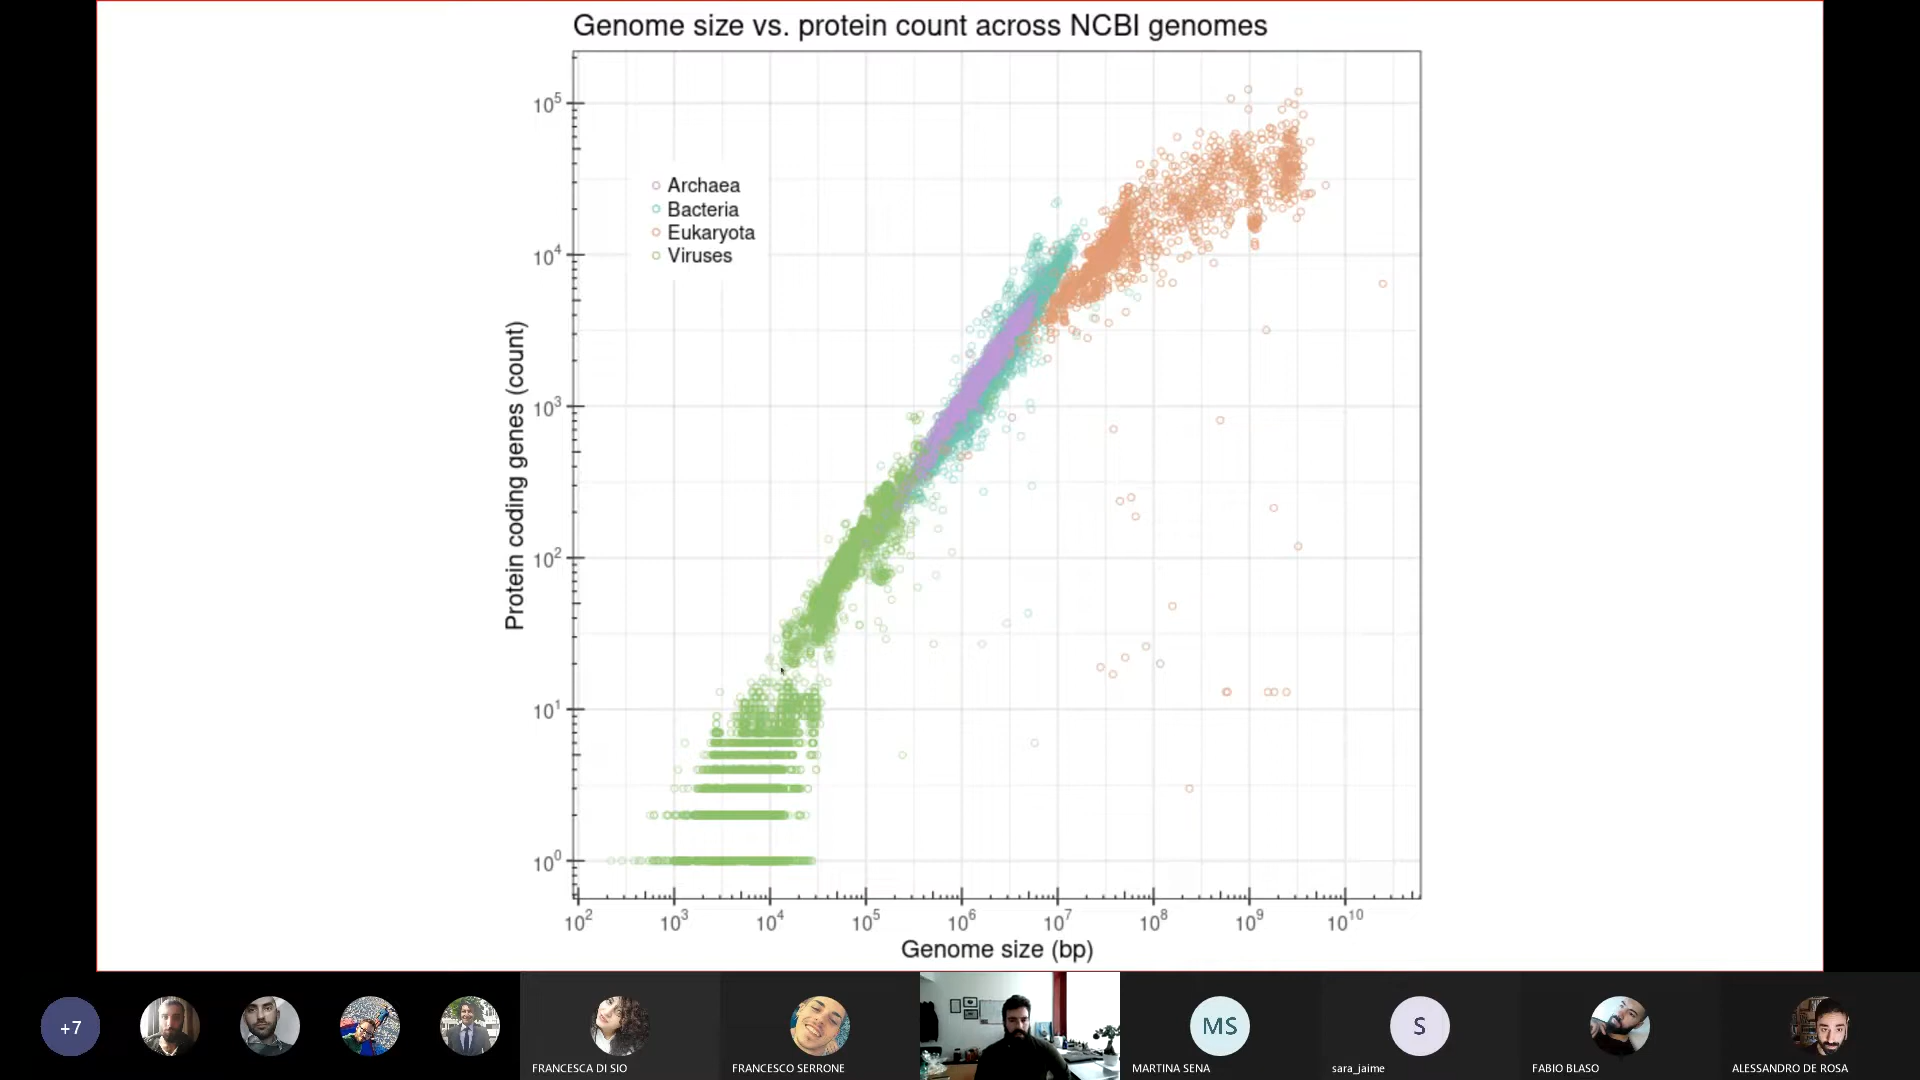 Genome size vs. protein count across NCBI genomes
10^5
10^4
10^3
10^2
10^1
10^0
Protein coding genes (count)
Archaea
Bacteria
Eukaryota
Viruses
10^2 10^3 10^4 10^5 10^6 10^7 10^8 10^9 10^10
Genome size (bp)
+7
MS
S
FRANCESCA DI SIO
FRANCESCO SERRONE
MARTINA SENA
sara_jaime
FABIO BLASO
ALESSANDRO DE ROSA